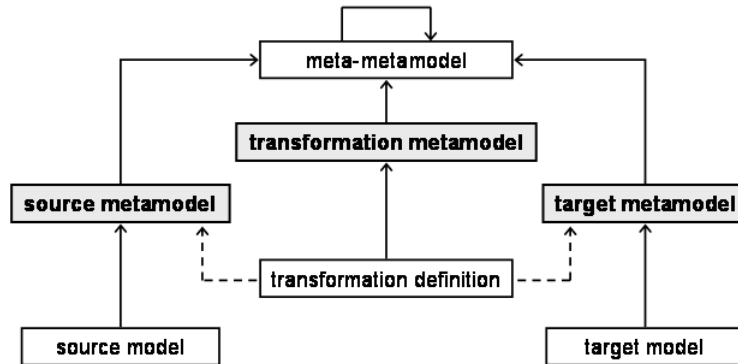 meta-metamodel
transformation metamodel
source metamodel
target metamodel
transformation definition
source model
target model